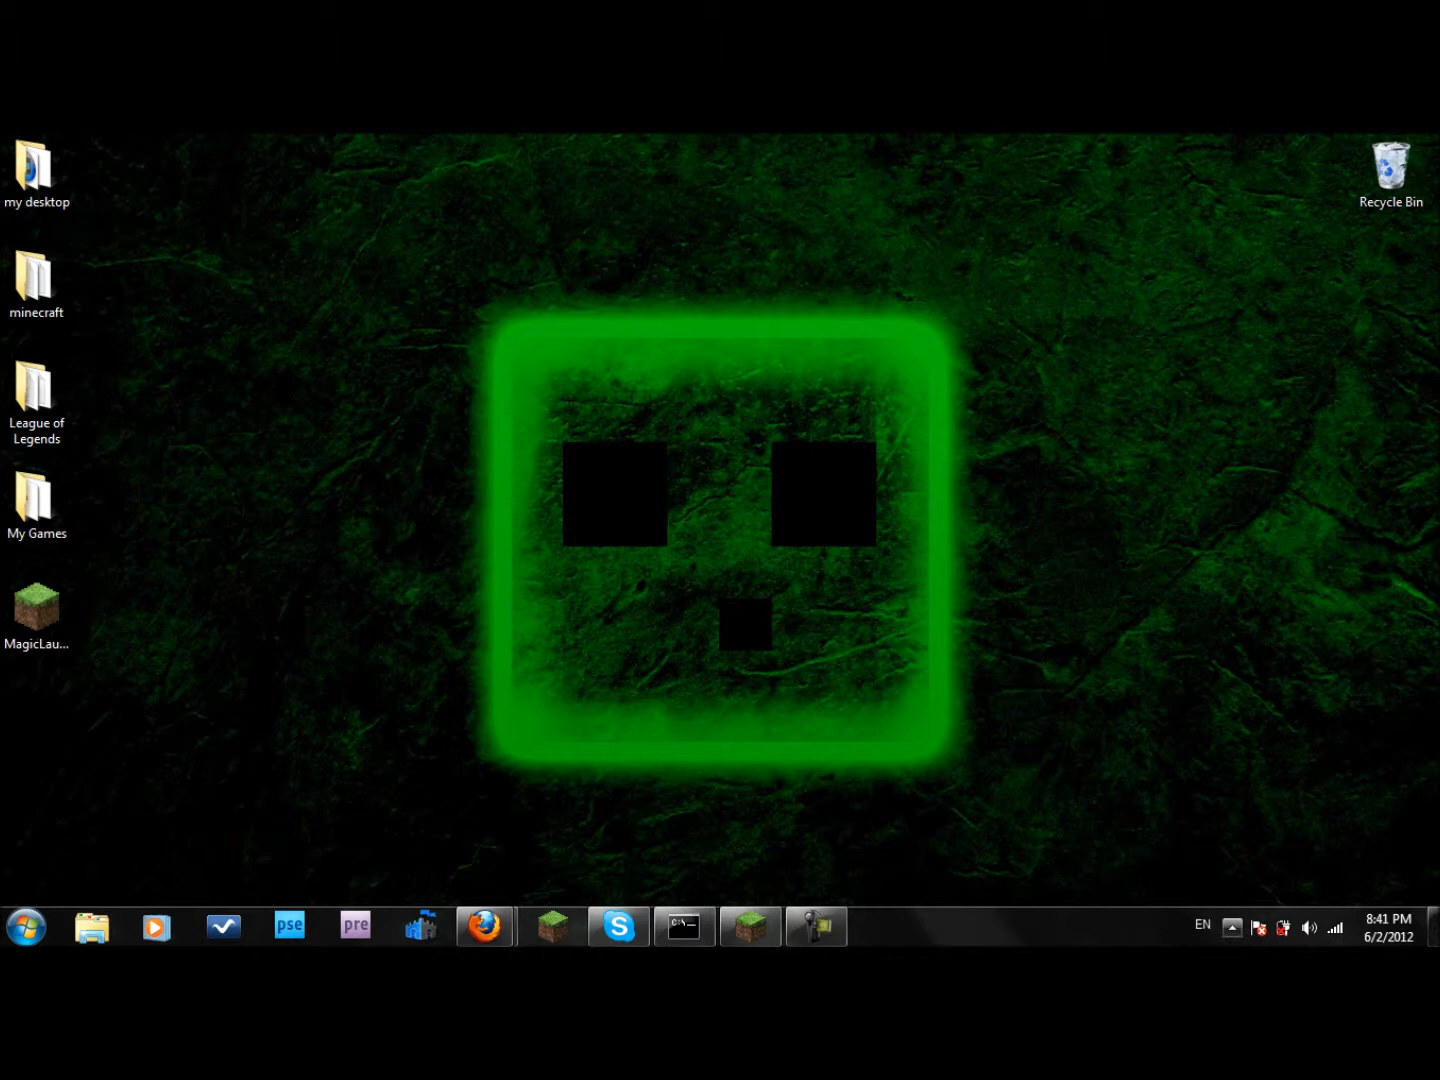 my desktop
Recycle Bin
minecraft
League of
Legends
My Games
MagicLau...
pse
pre
C:\_
EN
8:41 PM
6/2/2012